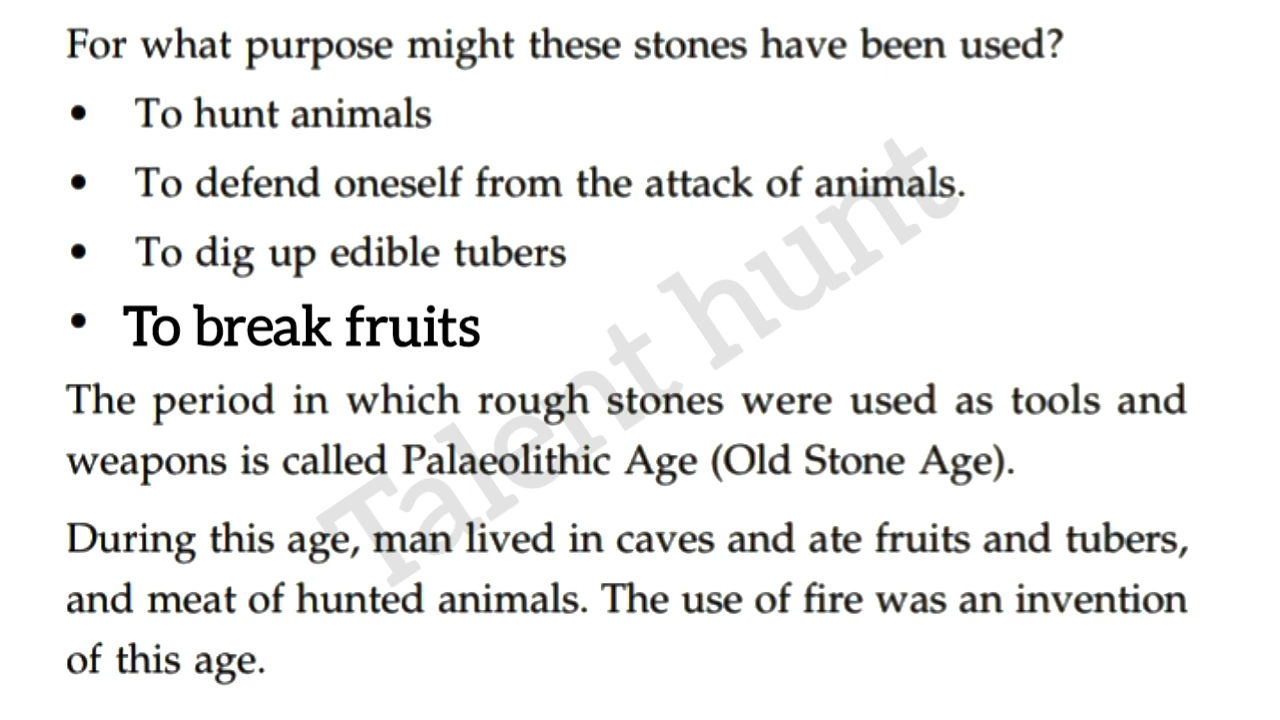 For what purpose might these stones have been used?
• To hunt animals
• To defend oneself from the attack of animals.
• To dig up edible tubers
• To break fruits
The period in which rough stones were used as tools and
weapons is called Palaeolithic Age (Old Stone Age).
During this age, man lived in caves and ate fruits and tubers,
and meat of hunted animals. The use of fire was an invention
of this age.
Talent hunt